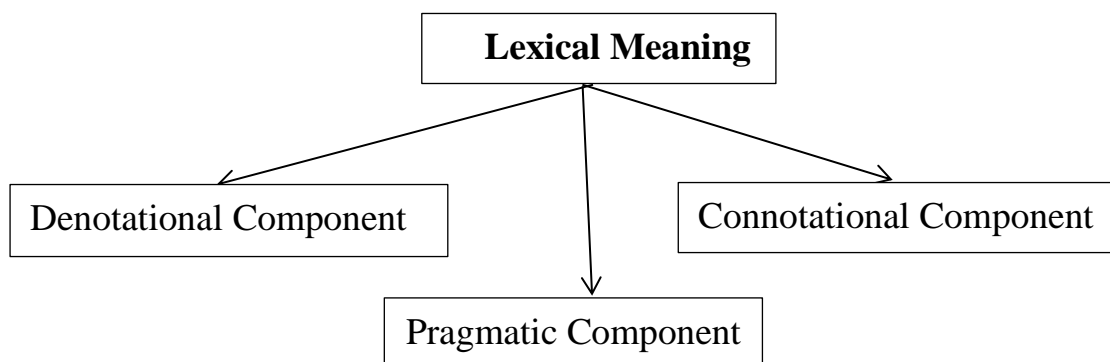 Lexical Meaning
Denotational Component
Connotational Component
Pragmatic Component